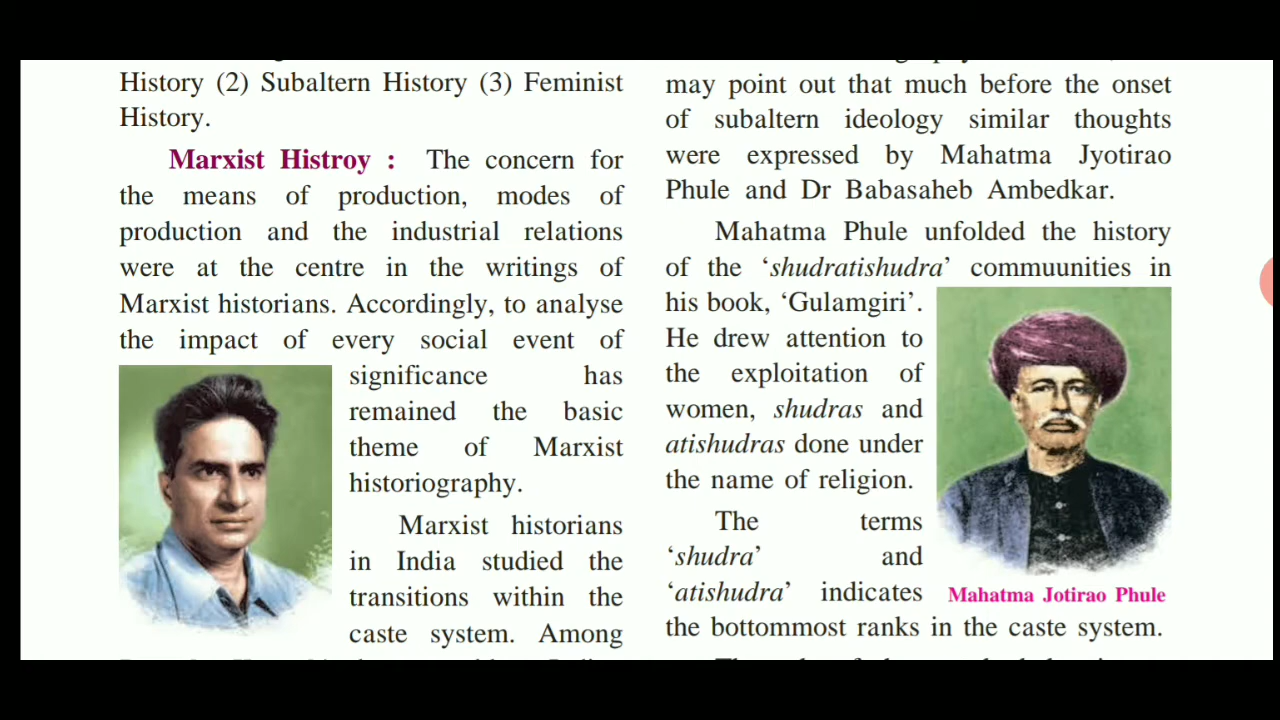 History (2) Subaltern History (3) Feminist
History.
Marxist Histroy : The concern for
the means of production, modes of
production and the industrial relations
were at the centre in the writings of
Marxist historians. Accordingly, to analyse
the impact of every social event of
significance has
remained the basic
theme of Marxist
historiography.
Marxist historians
in India studied the
transitions within the
caste system. Among
may point out that much before the onset
of subaltern ideology similar thoughts
were expressed by Mahatma Jyotirao
Phule and Dr Babasaheb Ambedkar.
Mahatma Phule unfolded the history
of the ‘shudratishudra’ commuunities in
his book, ‘Gulamgiri’.
He drew attention to
the exploitation of
women, shudras and
atishudras done under
the name of religion.
The terms
‘shudra’ and
‘atishudra’ indicates
the bottommost ranks in the caste system.
Mahatma Jotirao Phule